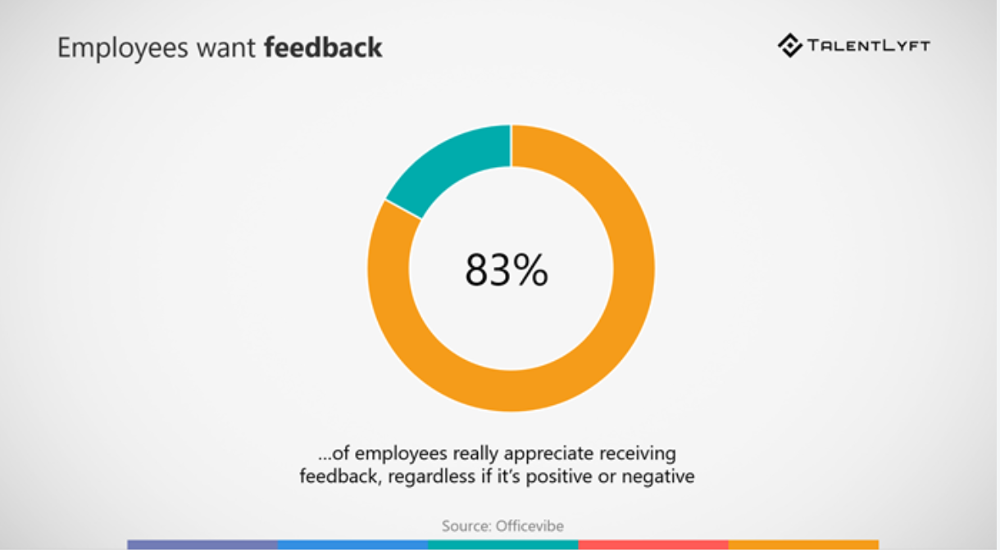 Employees want feedback
TALENTLYFT
83%
...of employees really appreciate receiving
feedback, regardless if it's positive or negative
Source: Officevibe